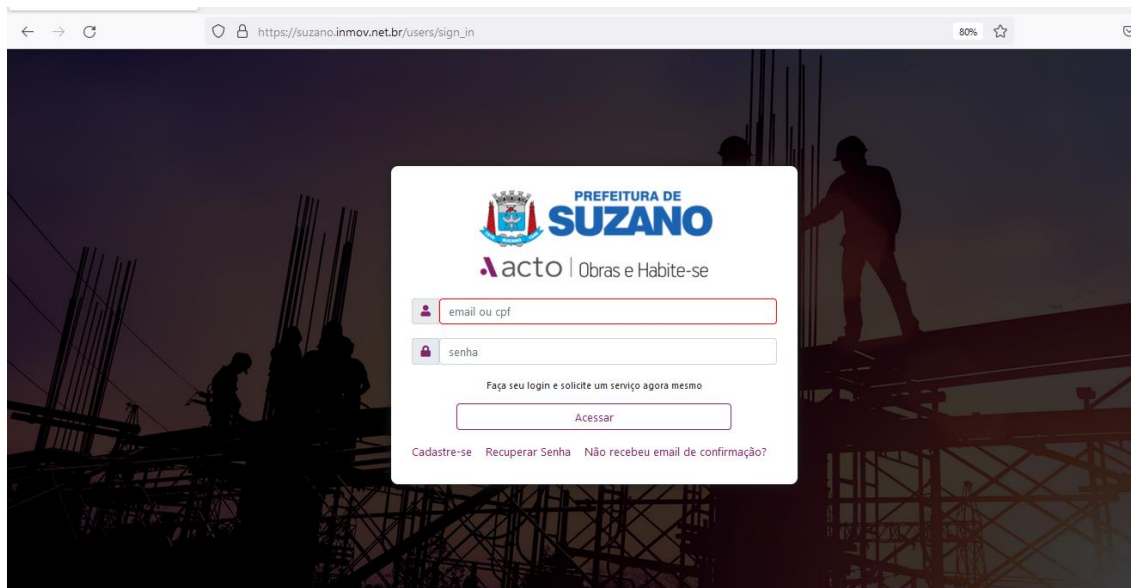 https://suzano.inmov.net.br/users/sign_in
80%
PREFEITURA DE
SUZANO
acto | Obras e Habite-se
email ou cpf
senha
Faça seu login e solicite um serviço agora mesmo
Acessar
Cadastre-se Recuperar Senha Não recebeu email de confirmação?